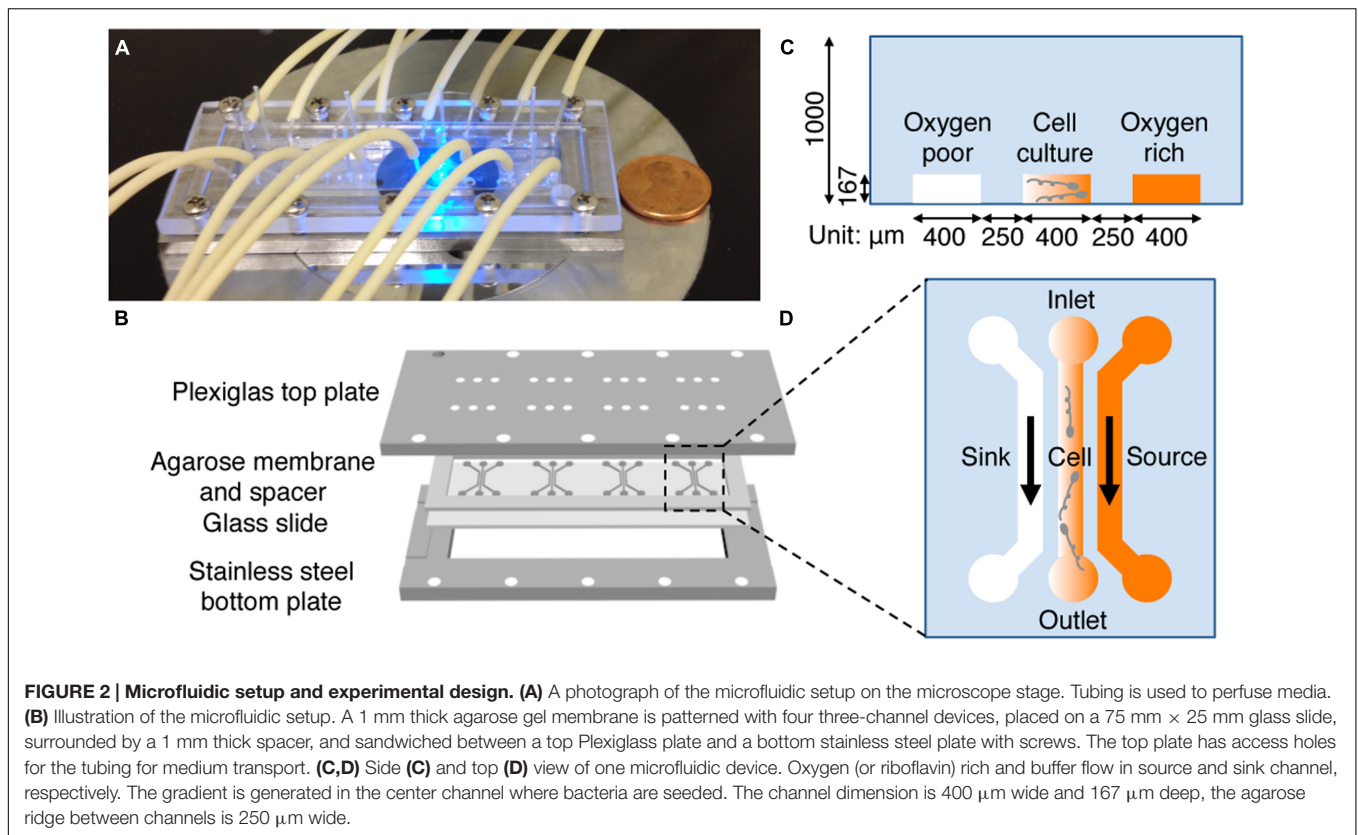 A
B
Plexiglas top plate
Agarose membrane
and spacer
Glass slide
Stainless steel
bottom plate
C
1000
167
Oxygen
poor
Cell
culture
Oxygen
rich
Unit: μm 400 250 400 250 400
D
Inlet
Sink Cell Source
Outlet
FIGURE 2 | Microfluidic setup and experimental design. (A) A photograph of the microfluidic setup on the microscope stage. Tubing is used to perfuse media.
(B) Illustration of the microfluidic setup. A 1 mm thick agarose gel membrane is patterned with four three-channel devices, placed on a 75 mm × 25 mm glass slide,
surrounded by a 1 mm thick spacer, and sandwiched between a top Plexiglass plate and a bottom stainless steel plate with screws. The top plate has access holes
for the tubing for medium transport. (C,D) Side (C) and top (D) view of one microfluidic device. Oxygen (or riboflavin) rich and buffer flow in source and sink channel,
respectively. The gradient is generated in the center channel where bacteria are seeded. The channel dimension is 400 μm wide and 167 μm deep, the agarose
ridge between channels is 250 μm wide.